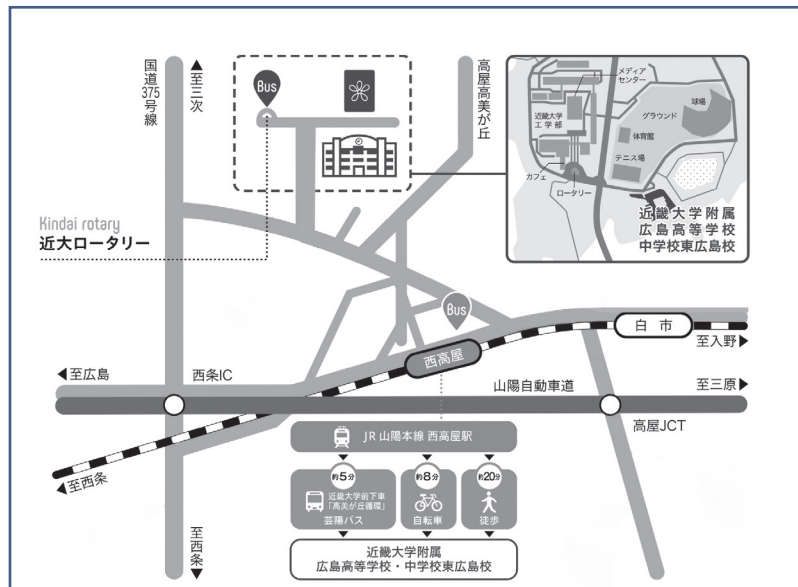 国道375号線
▲至三次
Bus
高屋高美が丘
メディア
センター
近畿大学
工学部
グラウンド
球場
体育館
テニス場
カフェ
ロータリー
近畿大学附属
広島高等学校
中学校東広島校
Kindai rotary
近大ロータリー
Bus
白市
西高屋
至入野▶
◀至広島
西条IC
山陽自動車道
至三原▶
高屋JCT
◀至西条
JR山陽本線 西高屋駅
約5分
約8分
約20分
近畿大学前下車
「高美が丘循環」
芸陽バス
自転車
徒歩
至西条▼
近畿大学附属
広島高等学校・中学校東広島校